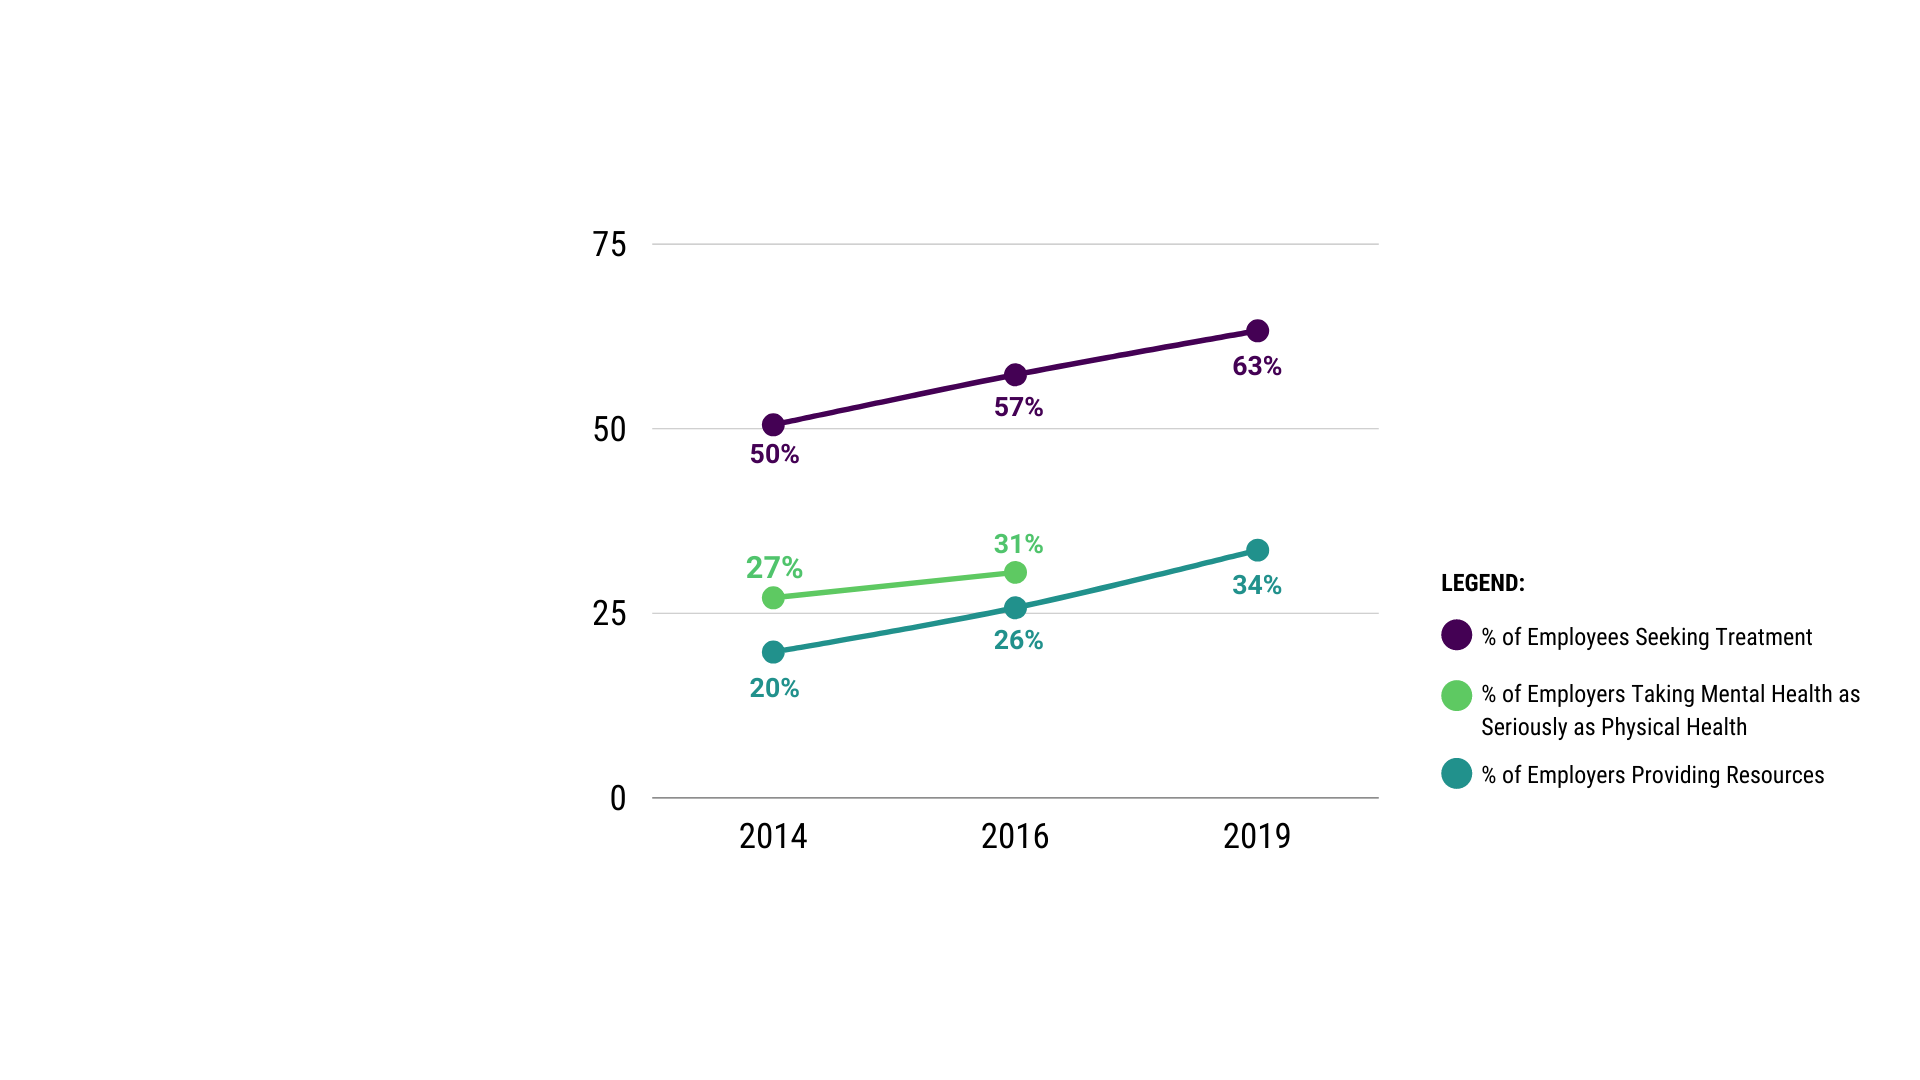 75
63%
57%
50
50%
31%
27%
34%
25
26%
20%
0
2014 2016 2019
LEGEND:
% of Employees Seeking Treatment
% of Employers Taking Mental Health as
Seriously as Physical Health
% of Employers Providing Resources